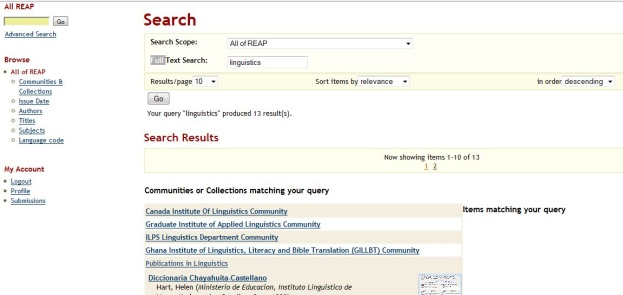 All REAP
Go
Advanced Search
Browse
All of REAP
Communities &
Collections
Issue Date
Authors
Titles
Subjects
Language code
My Account
Logout
Profile
Submissions
Search
Search Scope: All of REAP
Full Text Search: linguistics
Results/page 10 Sort items by relevance in order descending
Go
Your query "linguistics" produced 13 result(s).
Search Results
Now showing items 1-10 of 13
1 2
Communities or Collections matching your query
Canada Institute Of Linguistics Community
Graduate Institute of Applied Linguistics Community
ILPS Linguistics Department Community
Ghana Institute of Linguistics, Literacy and Bible Translation (GILLBT) Community
Publications in Linguistics
Items matching your query
Diccionaria Chayahuita-Castellano
Hart, Helen (Ministerio de Educacion, Instituto Linguistico de